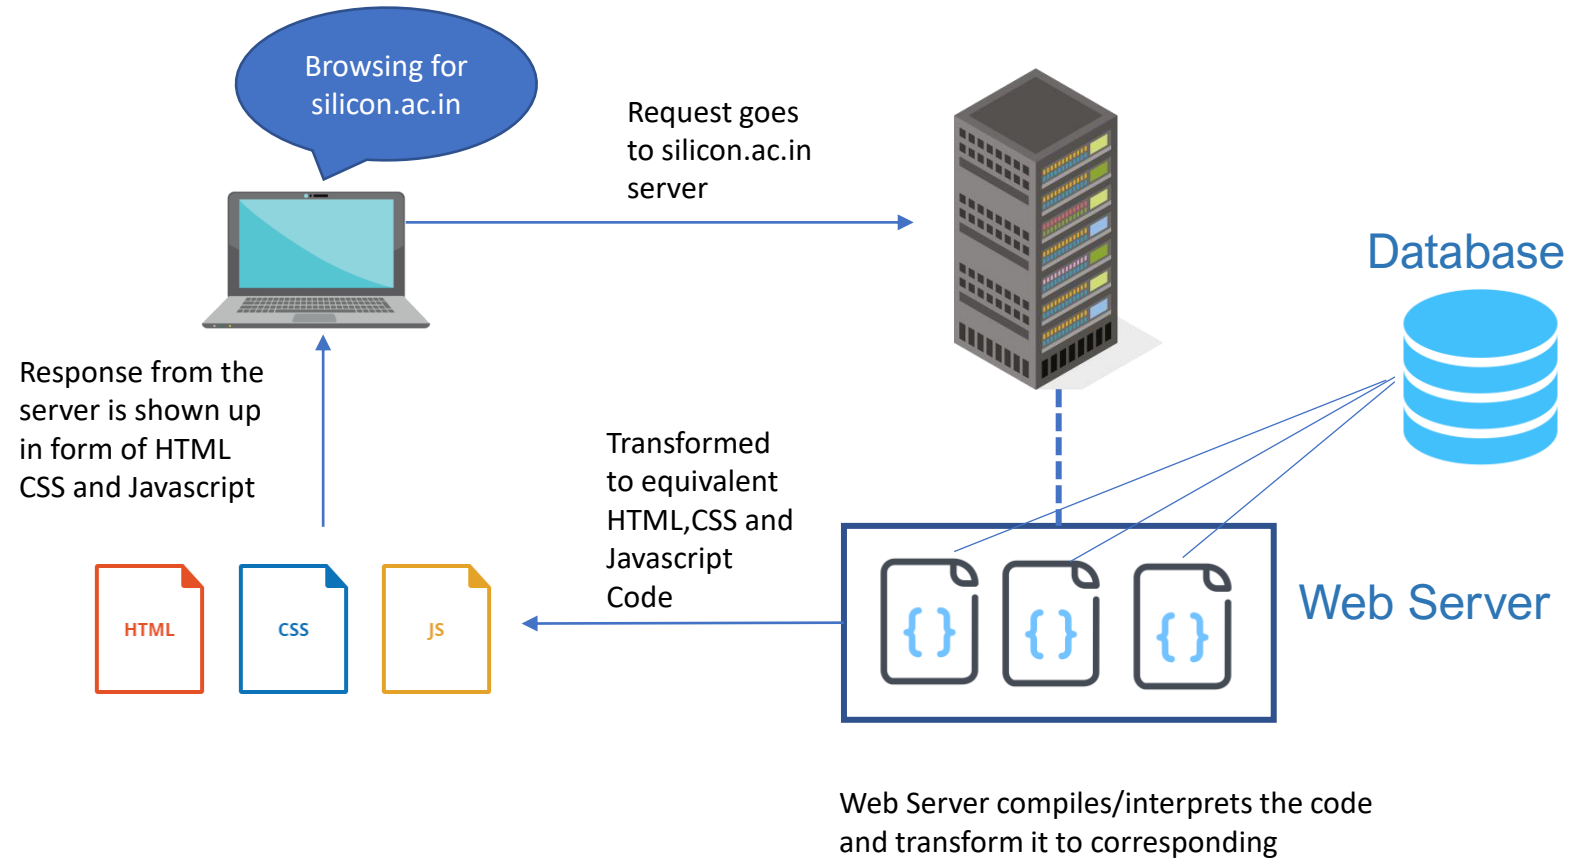 Browsing for
silicon.ac.in
Request goes
to silicon.ac.in
server
Database
Response from the
server is shown up
in form of HTML
CSS and Javascript
Transformed
to equivalent
HTML,CSS and
Javascript
Code
HTML
CSS
JS
Web Server
Web Server compiles/interprets the code
and transform it to corresponding